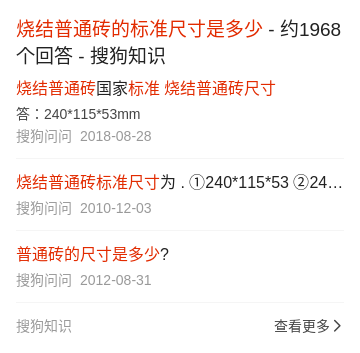 烧结普通砖的标准尺寸是多少 - 约1968
个回答 - 搜狗知识
烧结普通砖国家标准 烧结普通砖尺寸
答：240*115*53mm
搜狗问问 2018-08-28
烧结普通砖标准尺寸为 . ①240*115*53 ②24…
搜狗问问 2010-12-03
普通砖的尺寸是多少?
搜狗问问 2012-08-31
搜狗知识 查看更多